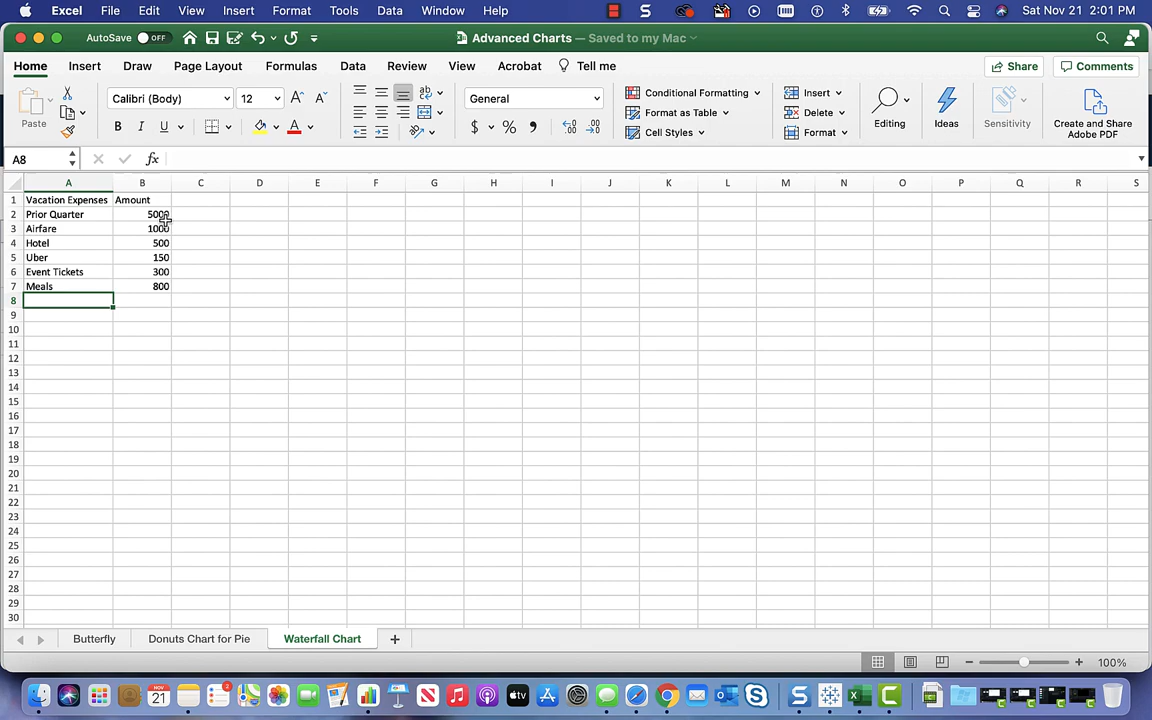 Excel File Edit View Insert Format Tools Data Window Help Sat Nov 21 2:01 PM
AutoSave OFF Advanced Charts — Saved to my Mac
Home Insert Draw Page Layout Formulas Data Review View Acrobat Tell me Share Comments
Paste Calibri (Body) 12 General Conditional Formatting Insert
B I U A $ % Format as Table Delete
Cell Styles Format
Editing Ideas Sensitivity Create and Share
Adobe PDF
A8 fx
A B C D E F G H I J K L M N O P Q R S
1 Vacation Expenses Amount
2 Prior Quarter 5000
3 Airfare 1000
4 Hotel 500
5 Uber 150
6 Event Tickets 300
7 Meals 800
8
9
10
11
12
13
14
15
16
17
18
19
20
21
22
23
24
25
26
27
28
29
30
Butterfly Donuts Chart for Pie Waterfall Chart +
100%
NOV
21